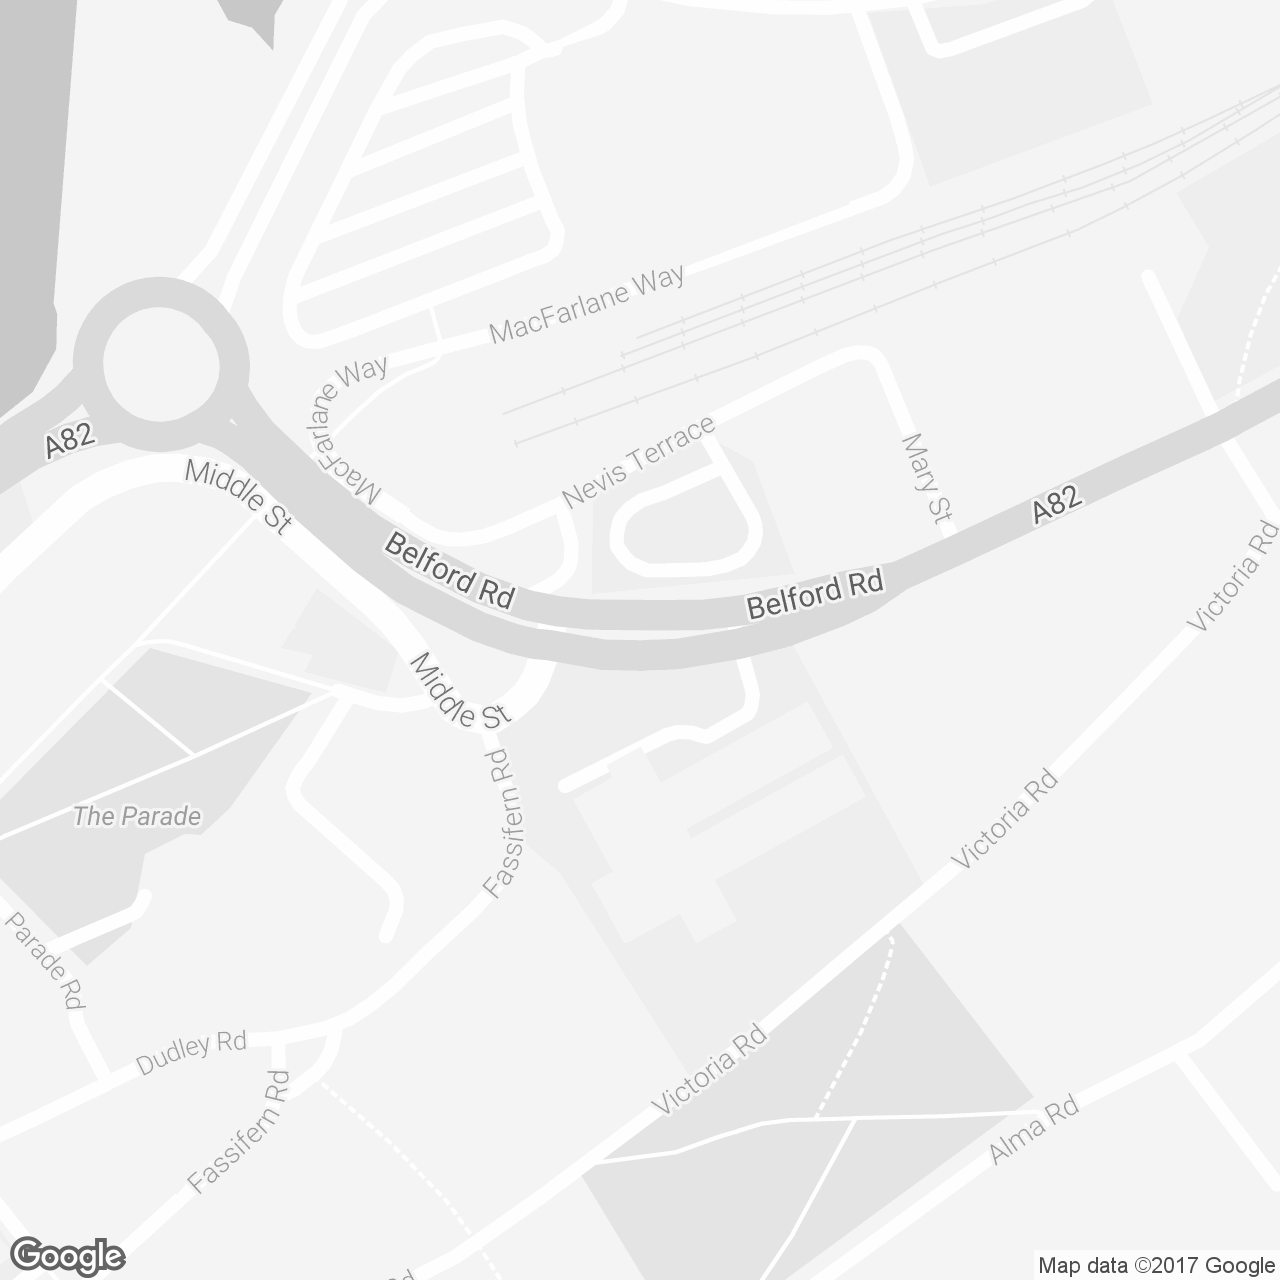 MacFarlane Way
MacFarlane Way
A82
Nevis Terrace
Mary St
Middle St
A82
Belford Rd
Belford Rd
Victoria Rd
Middle St
The Parade
Fassifern Rd
Victoria Rd
Parade Rd
Dudley Rd
Victoria Rd
Fassifern Rd
Alma Rd
Google
Map data ©2017 Google